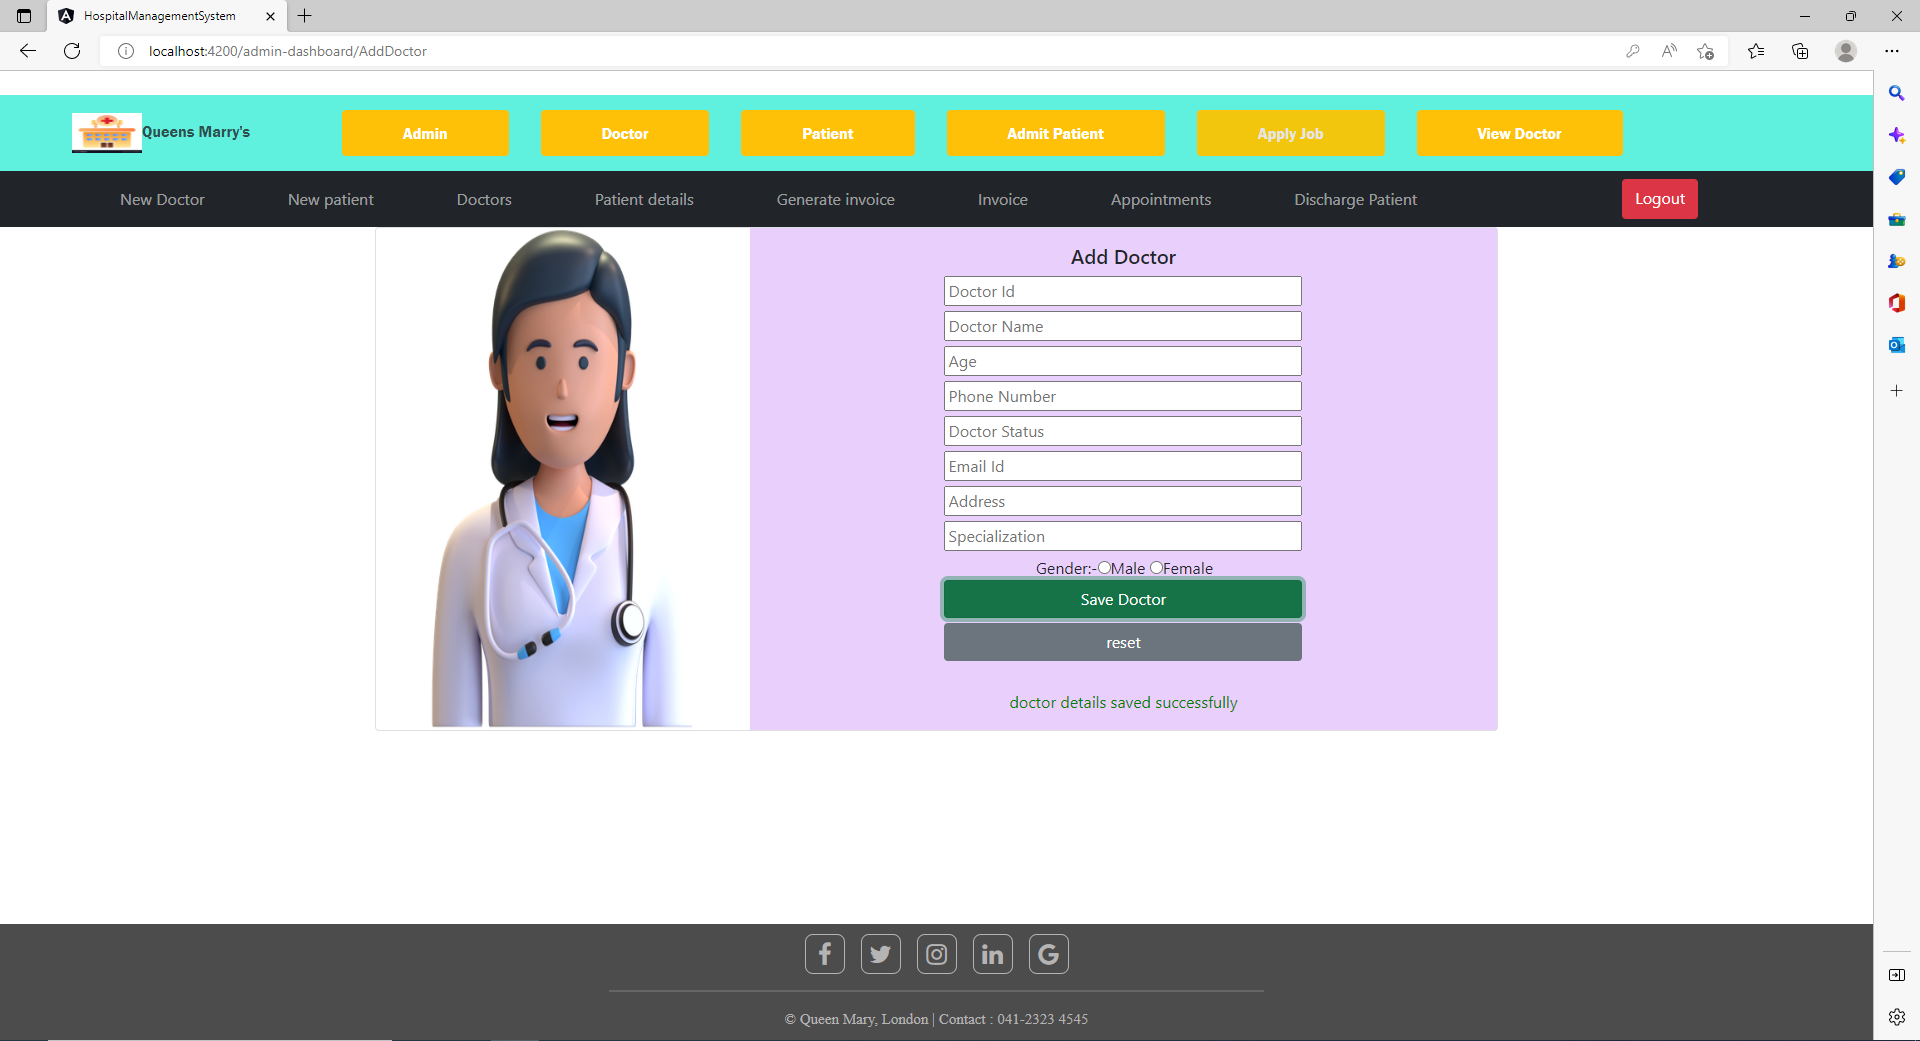 HospitalManagementSystem
localhost:4200/admin-dashboard/AddDoctor
Queens Marry's
Admin
Doctor
Patient
Admit Patient
Apply Job
View Doctor
New Doctor
New patient
Doctors
Patient details
Generate invoice
Invoice
Appointments
Discharge Patient
Logout
Add Doctor
Doctor Id
Doctor Name
Age
Phone Number
Doctor Status
Email Id
Address
Specialization
Gender:-Male Female
Save Doctor
reset
doctor details saved successfully
© Queen Mary, London | Contact : 041-2323 4545